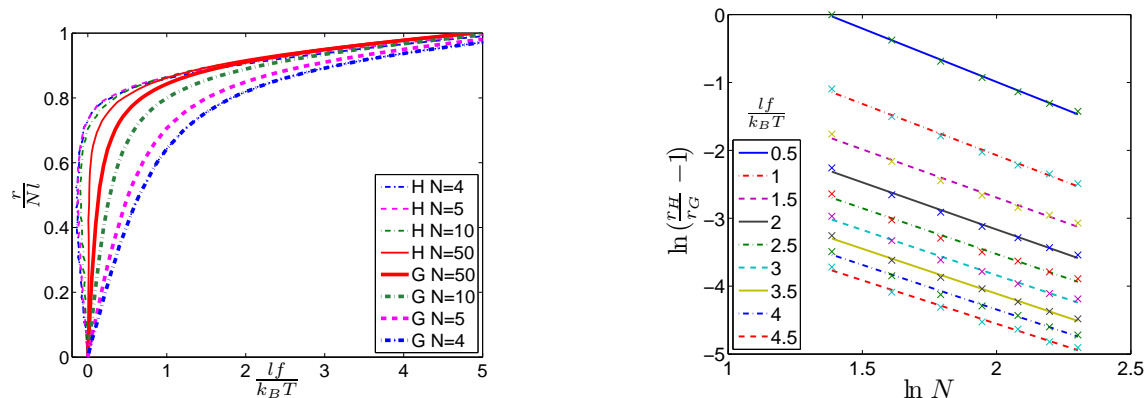 1
0.8
0.6
0.4
0.2
0
r/Nl
0 1 2 3 4 5
lf/k_BT
H N=4
H N=5
H N=10
H N=50
G N=50
G N=10
G N=5
G N=4
−0
−1
−2
−3
−4
−5
ln (r_H/r_G −1)
1 1.5 2 2.5
ln N
lf/k_BT
0.5
1
1.5
2
2.5
3
3.5
4
4.5